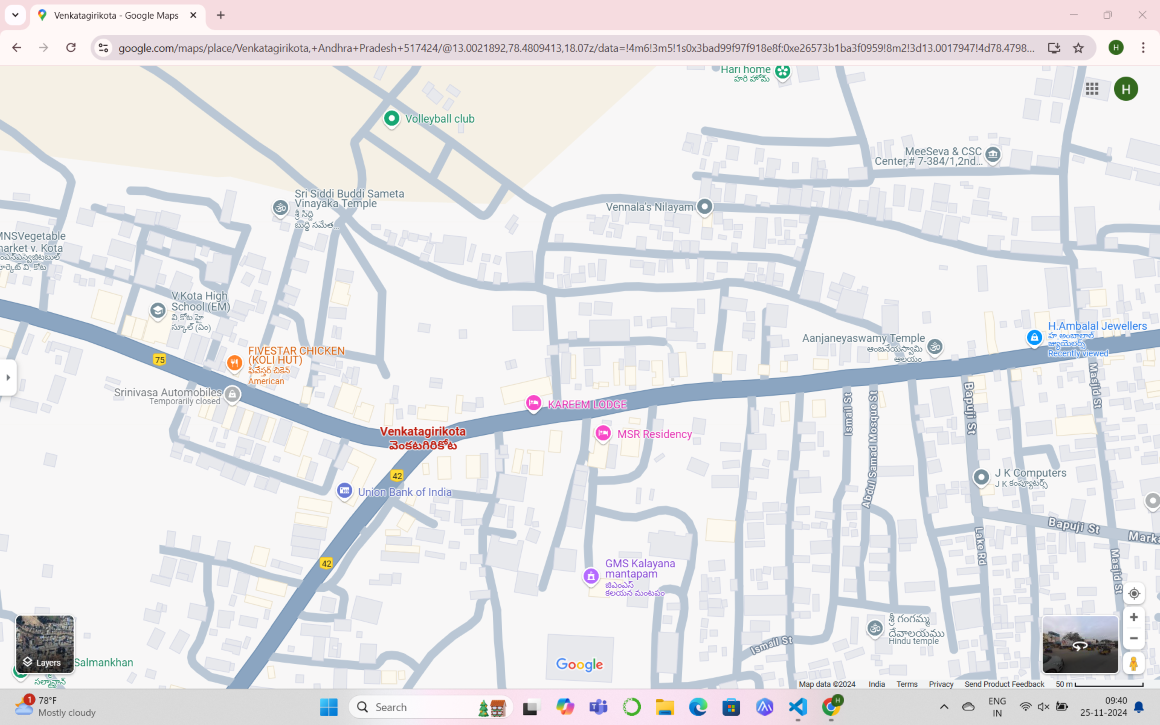 Venkatagirikota - Google Maps
google.com/maps/place/Venkatagirikota,+Andhra+Pradesh+517424/@13.0021892,78.4809413,18.07z/data=!4m6!3m5!1s0x3bad99f97f918e8f:0xe26573b1ba3f0959!8m2!3d13.0017947!4d78.4798...
H
Hari home
హరి హోమ్
H
Volleyball club
MeeSeva & CSC
Center,# 7-384/1,2nd...
Sri Siddi Buddi Sameta
Vinayaka Temple
శ్రీ సిద్ది
బుద్ది సమేత...
Vennala's Nilayam
MNSVegetable
market v. Kota
V.Kota High
School (EM)
వి.కోట హై
స్కూల్ (ఏం)
FIVESTAR CHICKEN
(KOLI HUT)
ఫైవ్స్టర్ చికెన్
American
75
Srinivasa Automobiles
Temporarily closed
H.Ambalal Jewellers
Recently viewed
Aanjaneyaswamy Temple
ఆంజనేయస్వామి
ఆలయం
KAREEM LODGE
Venkatagirikota
వెంకటగిరికోట
MSR Residency
Ismail St
Abdul Samad Mosque St
Bapuji St
Masjid St
42
Union Bank of India
J K Computers
J K కంప్యూటర్స్
Bapuji St
Marka
Lake Rd
Masjid St
42
GMS Kalayana
mantapam
జిఎంఎస్
కలయన మంటపం
శ్రీ గంగమ్మ
దేవాలయము
Hindu temple
Ismail St
Layers
Salmankhan
సల్మాన్ఖాన్
Google
Map data ©2024 India Terms Privacy Send Product Feedback 50 m
1
78°F
Mostly cloudy
Search
ENG
IN
09:40
25-11-2024